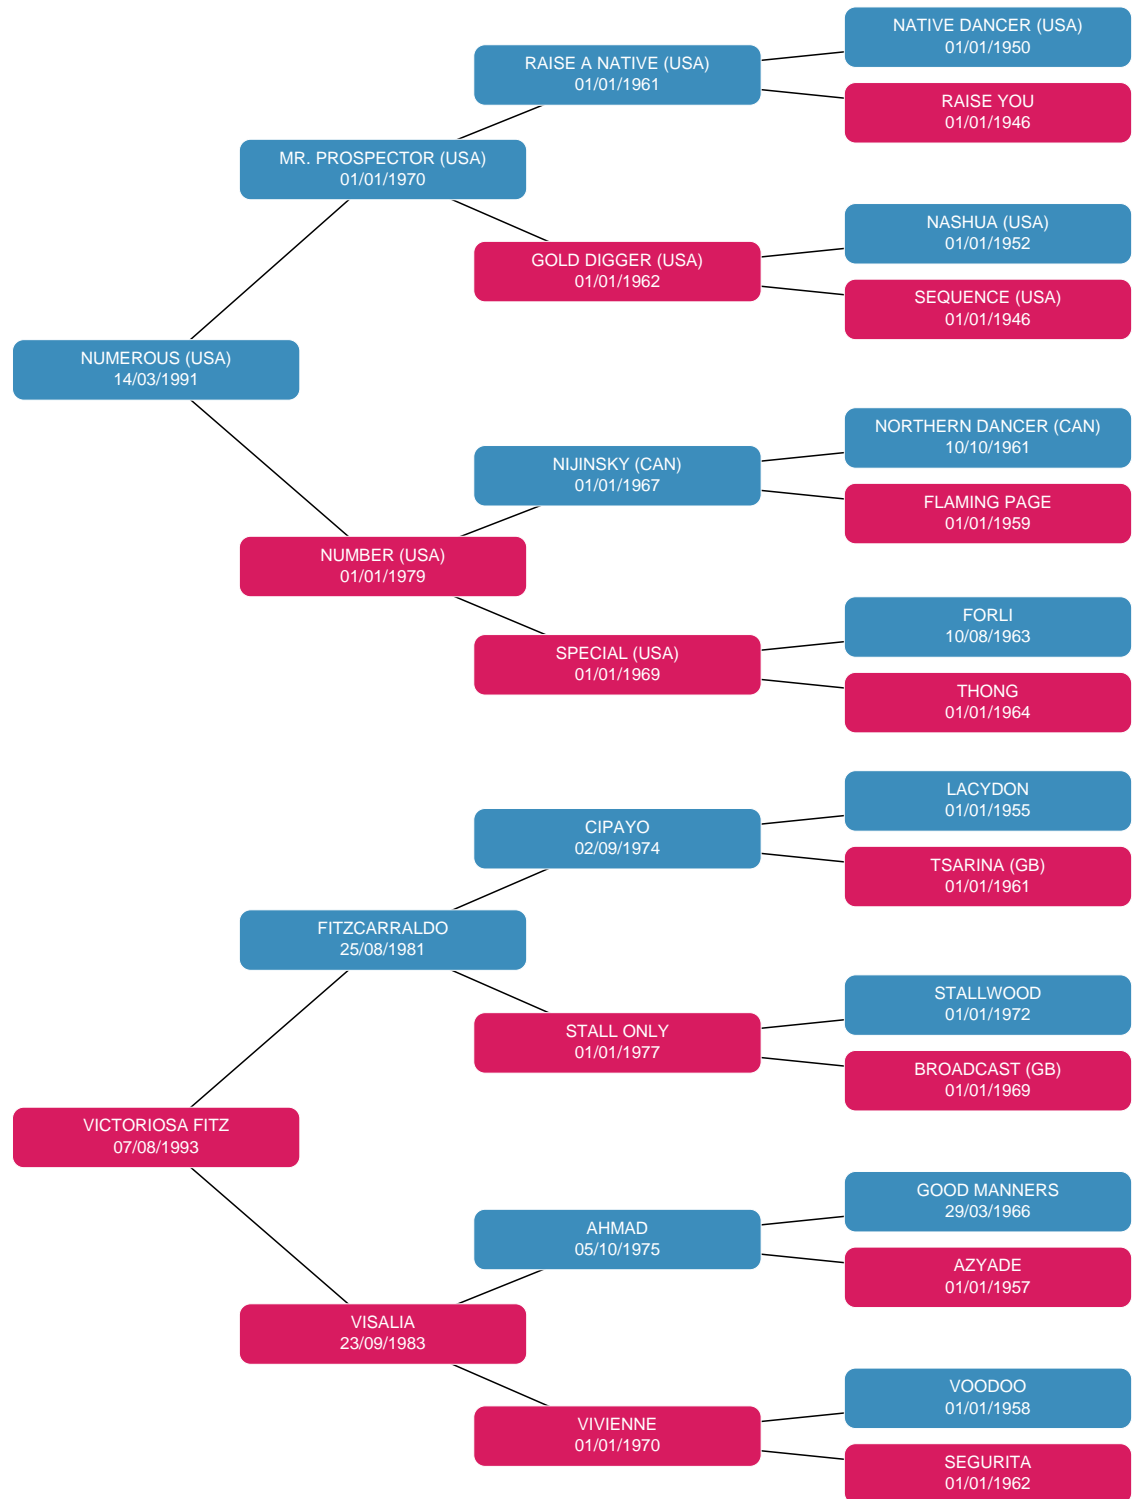 NATIVE DANCER (USA)
01/01/1950
RAISE A NATIVE (USA)
01/01/1961
RAISE YOU
01/01/1946
MR. PROSPECTOR (USA)
01/01/1970
NASHUA (USA)
01/01/1952
GOLD DIGGER (USA)
01/01/1962
SEQUENCE (USA)
01/01/1946
NUMEROUS (USA)
14/03/1991
NORTHERN DANCER (CAN)
10/10/1961
NIJINSKY (CAN)
01/01/1967
FLAMING PAGE
01/01/1959
NUMBER (USA)
01/01/1979
FORLI
10/08/1963
SPECIAL (USA)
01/01/1969
THONG
01/01/1964
LACYDON
01/01/1955
CIPAYO
02/09/1974
TSARINA (GB)
01/01/1961
FITZCARRALDO
25/08/1981
STALLWOOD
01/01/1972
STALL ONLY
01/01/1977
BROADCAST (GB)
01/01/1969
VICTORIOSA FITZ
07/08/1993
GOOD MANNERS
29/03/1966
AHMAD
05/10/1975
AZYADE
01/01/1957
VISALIA
23/09/1983
VOODOO
01/01/1958
VIVIENNE
01/01/1970
SEGURITA
01/01/1962